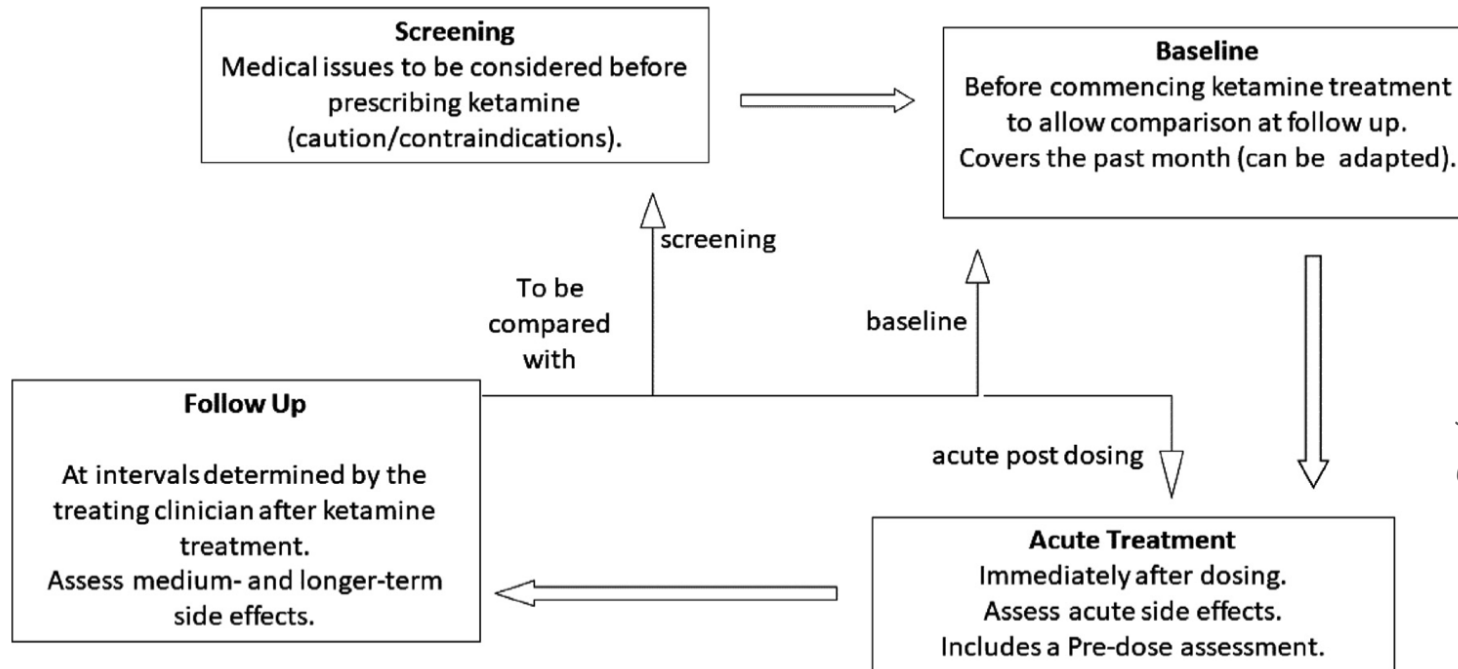 Screening
Medical issues to be considered before
prescribing ketamine
(caution/contraindications).
Baseline
Before commencing ketamine treatment
to allow comparison at follow up.
Covers the past month (can be adapted).
screening
To be
compared
with
baseline
Follow Up
At intervals determined by the
treating clinician after ketamine
treatment.
Assess medium- and longer-term
side effects.
acute post dosing
Acute Treatment
Immediately after dosing.
Assess acute side effects.
Includes a Pre-dose assessment.